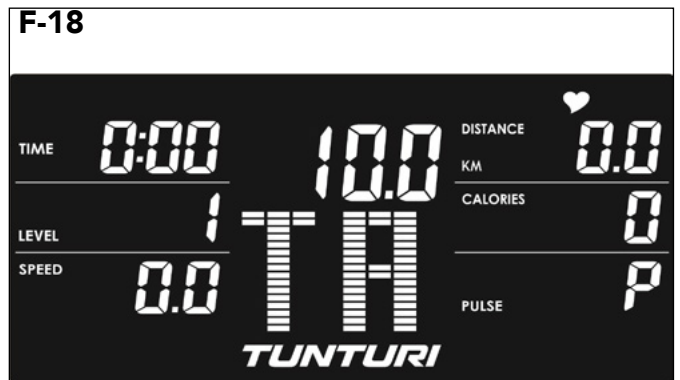 F-18
TIME 0:00
10.0
DISTANCE
KM 0.0
LEVEL 1
CALORIES 0
SPEED 0.0
TA
PULSE P
TUNTURI